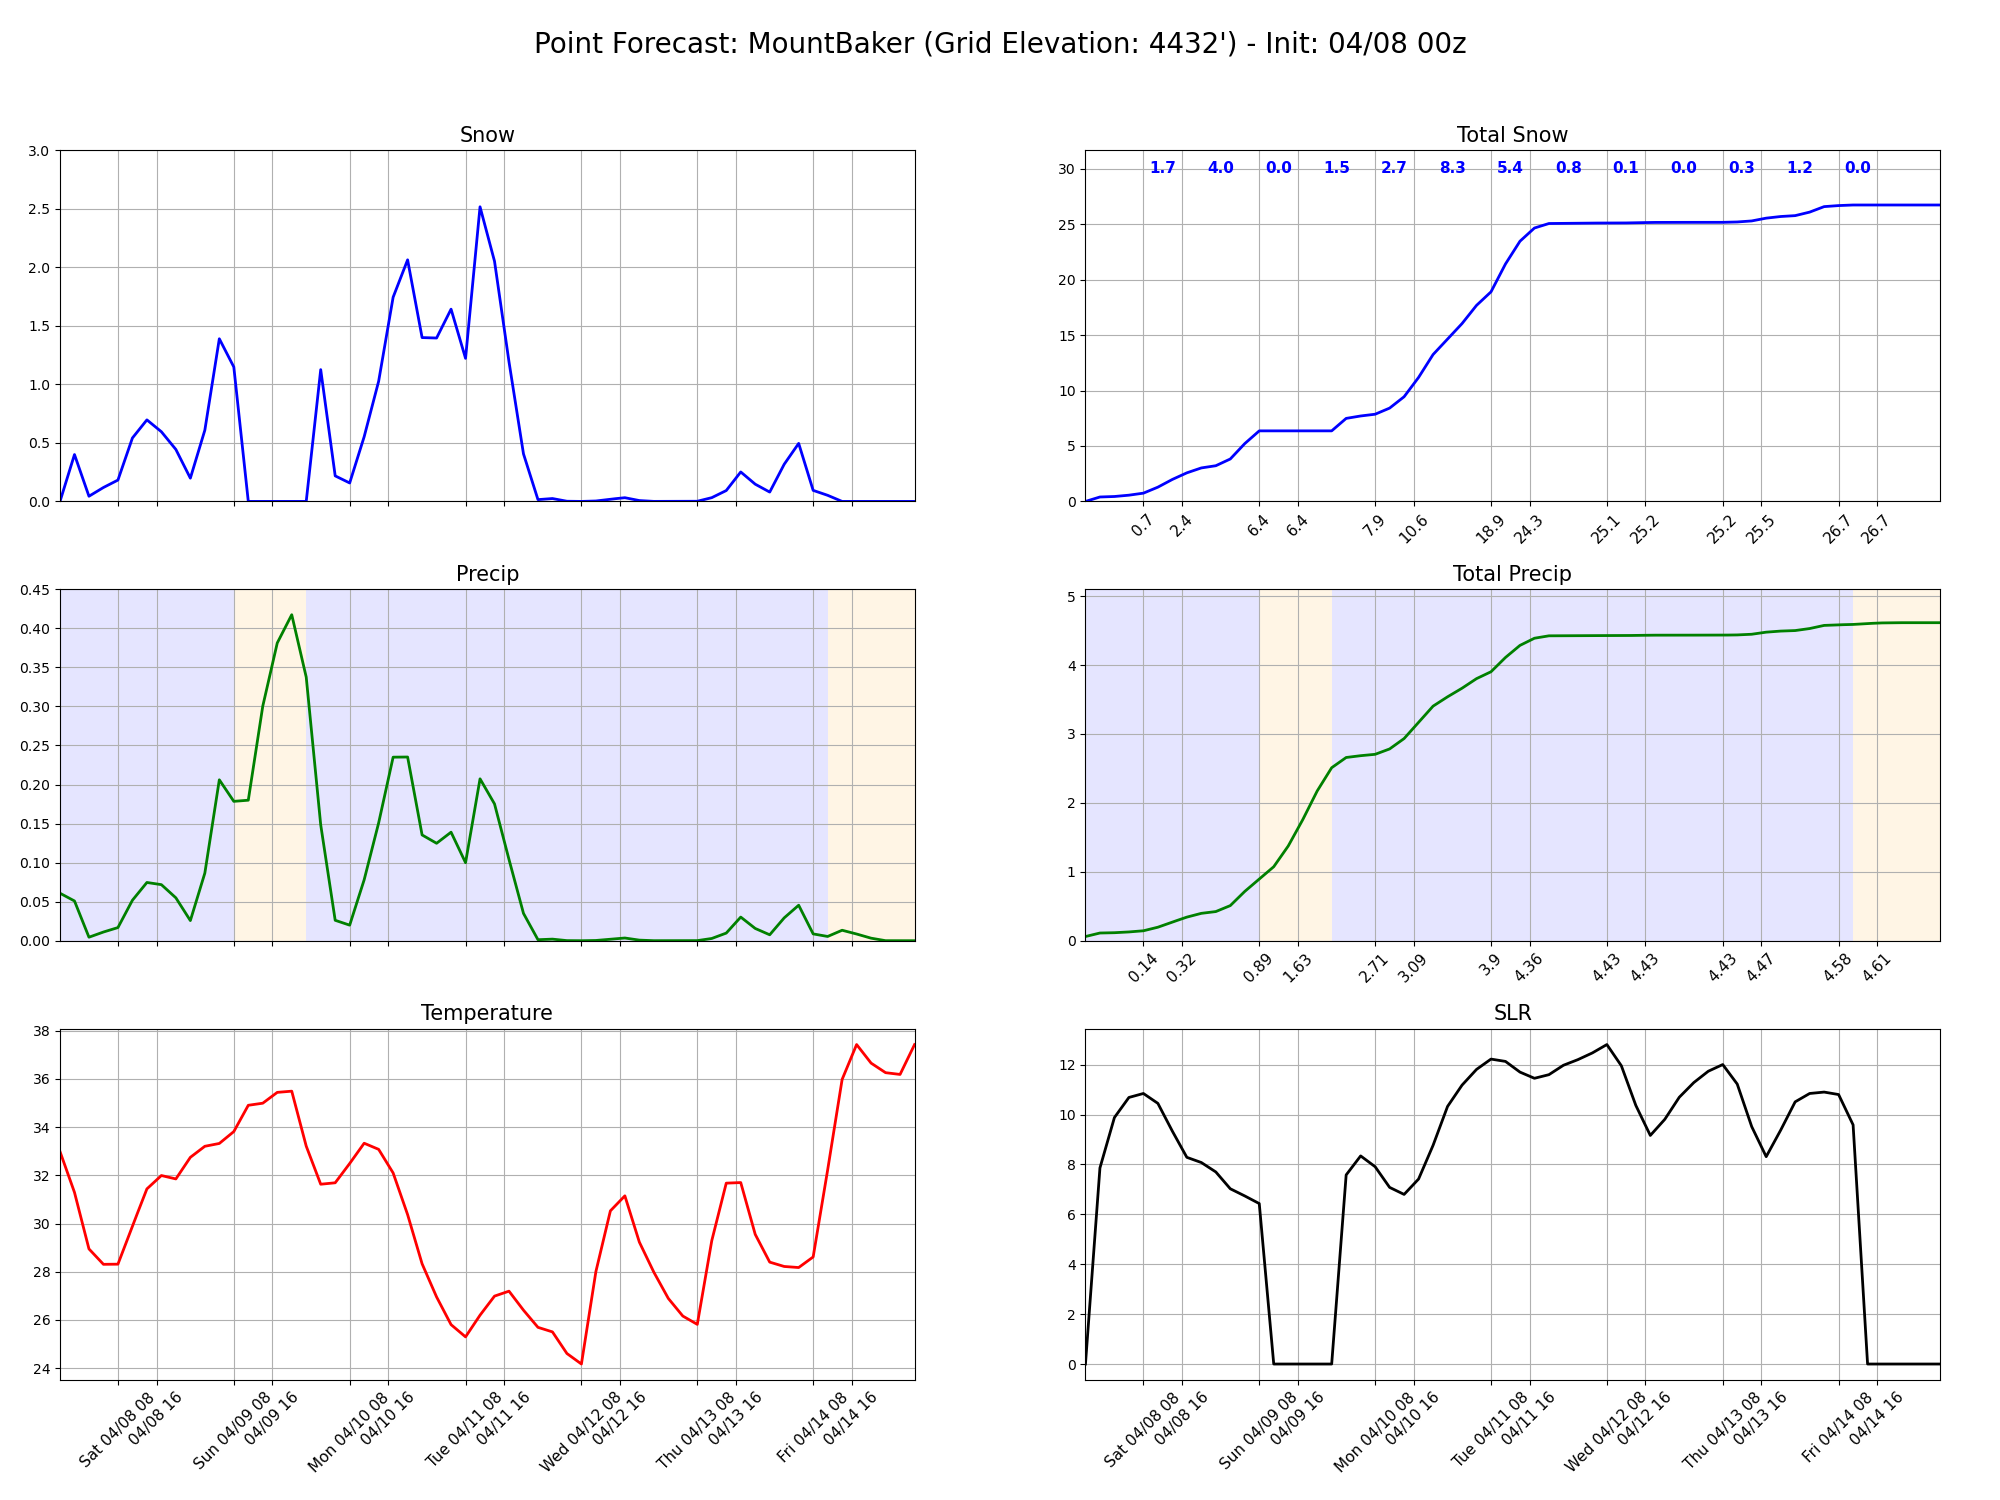 Point Forecast: MountBaker (Grid Elevation: 4432') - Init: 04/08 00z
Snow
3.0
2.5
2.0
1.5
1.0
0.5
0.0
Total Snow
30
25
20
15
10
5
0
1.7 4.0 0.0 1.5 2.7 8.3 5.4 0.8 0.1 0.0 0.3 1.2 0.0
0.7 2.4 6.4 6.4 7.9 10.6 18.9 24.3 25.1 25.2 25.2 25.5 26.7 26.7
Precip
0.45
0.40
0.35
0.30
0.25
0.20
0.15
0.10
0.05
0.00
Total Precip
5
4
3
2
1
0
0.14 0.32 0.89 1.63 2.71 3.09 3.9 4.36 4.43 4.43 4.43 4.47 4.58 4.61
Temperature
38
36
34
32
30
28
26
24
Sat 04/08 08
04/08 16
Sun 04/09 08
04/09 16
Mon 04/10 08
04/10 16
Tue 04/11 08
04/11 16
Wed 04/12 08
04/12 16
Thu 04/13 08
04/13 16
Fri 04/14 08
04/14 16
SLR
12
10
8
6
4
2
0
Sat 04/08 08
04/08 16
Sun 04/09 08
04/09 16
Mon 04/10 08
04/10 16
Tue 04/11 08
04/11 16
Wed 04/12 08
04/12 16
Thu 04/13 08
04/13 16
Fri 04/14 08
04/14 16